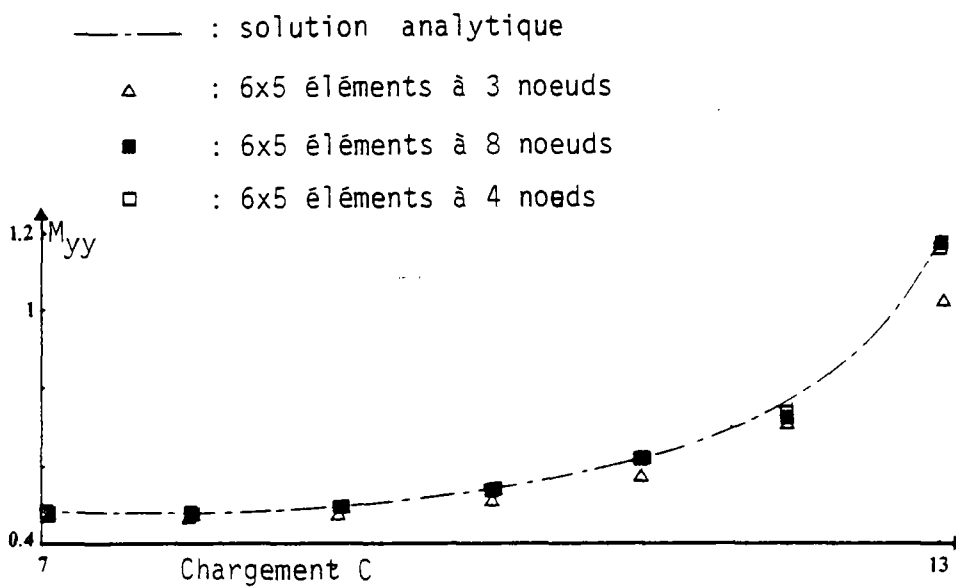 : solution analytique
: 6x5 éléments à 3 noeuds
: 6x5 éléments à 8 noeuds
: 6x5 éléments à 4 noeds
1.2
Myy
1
0.4
7
Chargement C
13